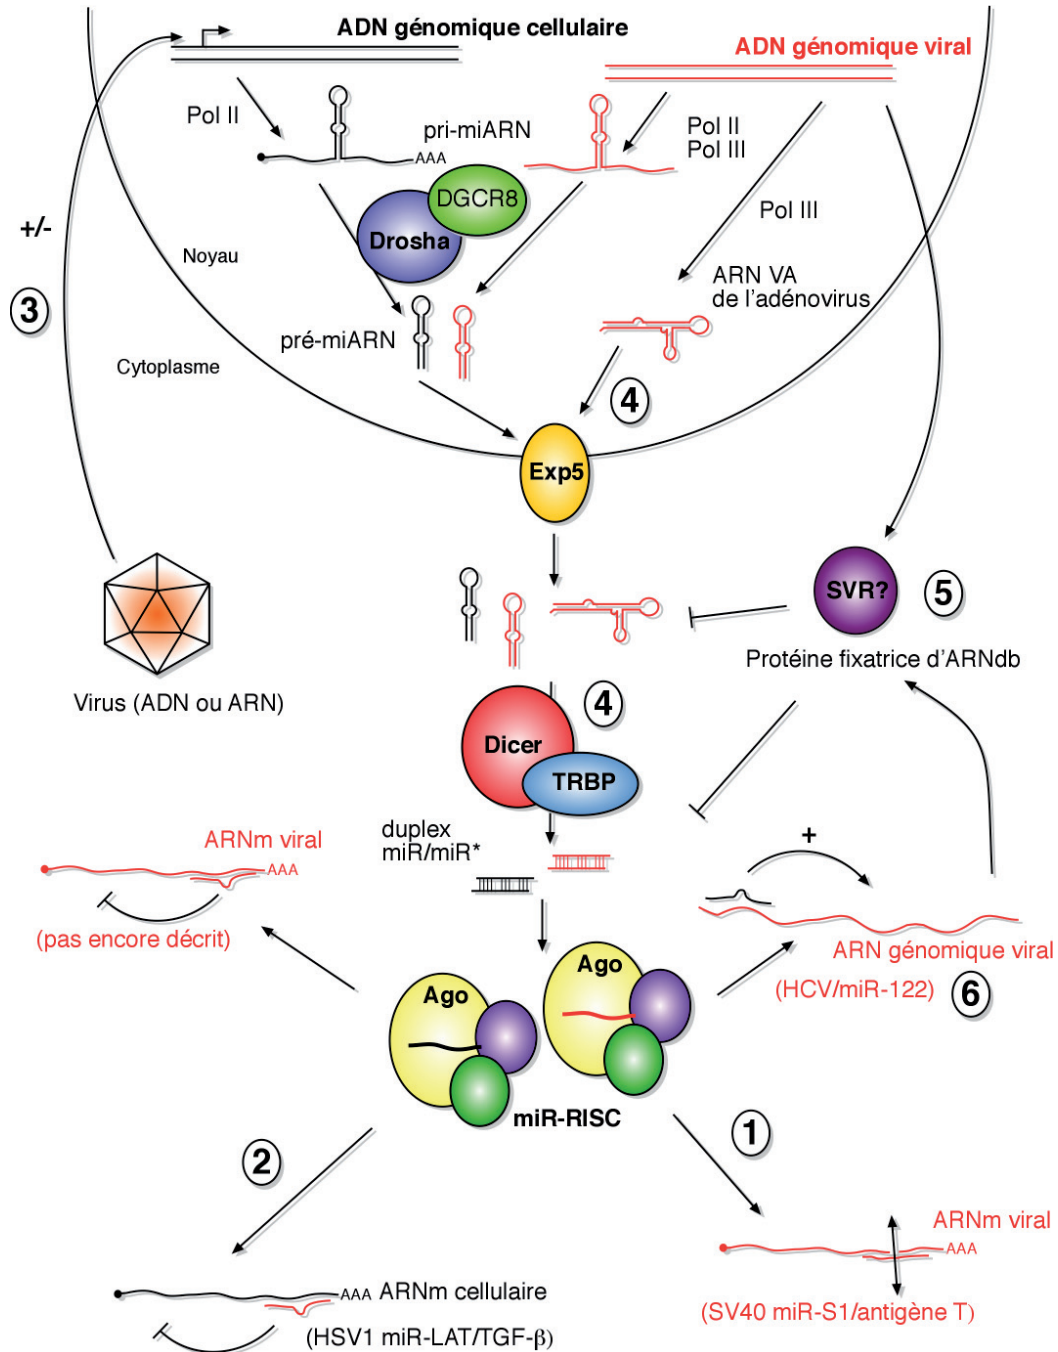 ADN génomique cellulaire
ADN génomique viral
Pol II
pri-miARN
AAA
Pol II
Pol III
DGCR8
Drosha
Pol III
+/-
Noyau
3
ARN VA
de l'adénovirus
pré-miARN
Cytoplasme
4
Exp5
SVR?
5
Protéine fixatrice d'ARNdb
Virus (ADN ou ARN)
4
Dicer
TRBP
duplex
miR/miR*
+
ARNm viral
AAA
(pas encore décrit)
ARN génomique viral
(HCV/miR-122)
6
Ago
Ago
miR-RISC
2
1
ARNm viral
AAA
AAA ARNm cellulaire
(SV40 miR-S1/antigène T)
(HSV1 miR-LAT/TGF-β)